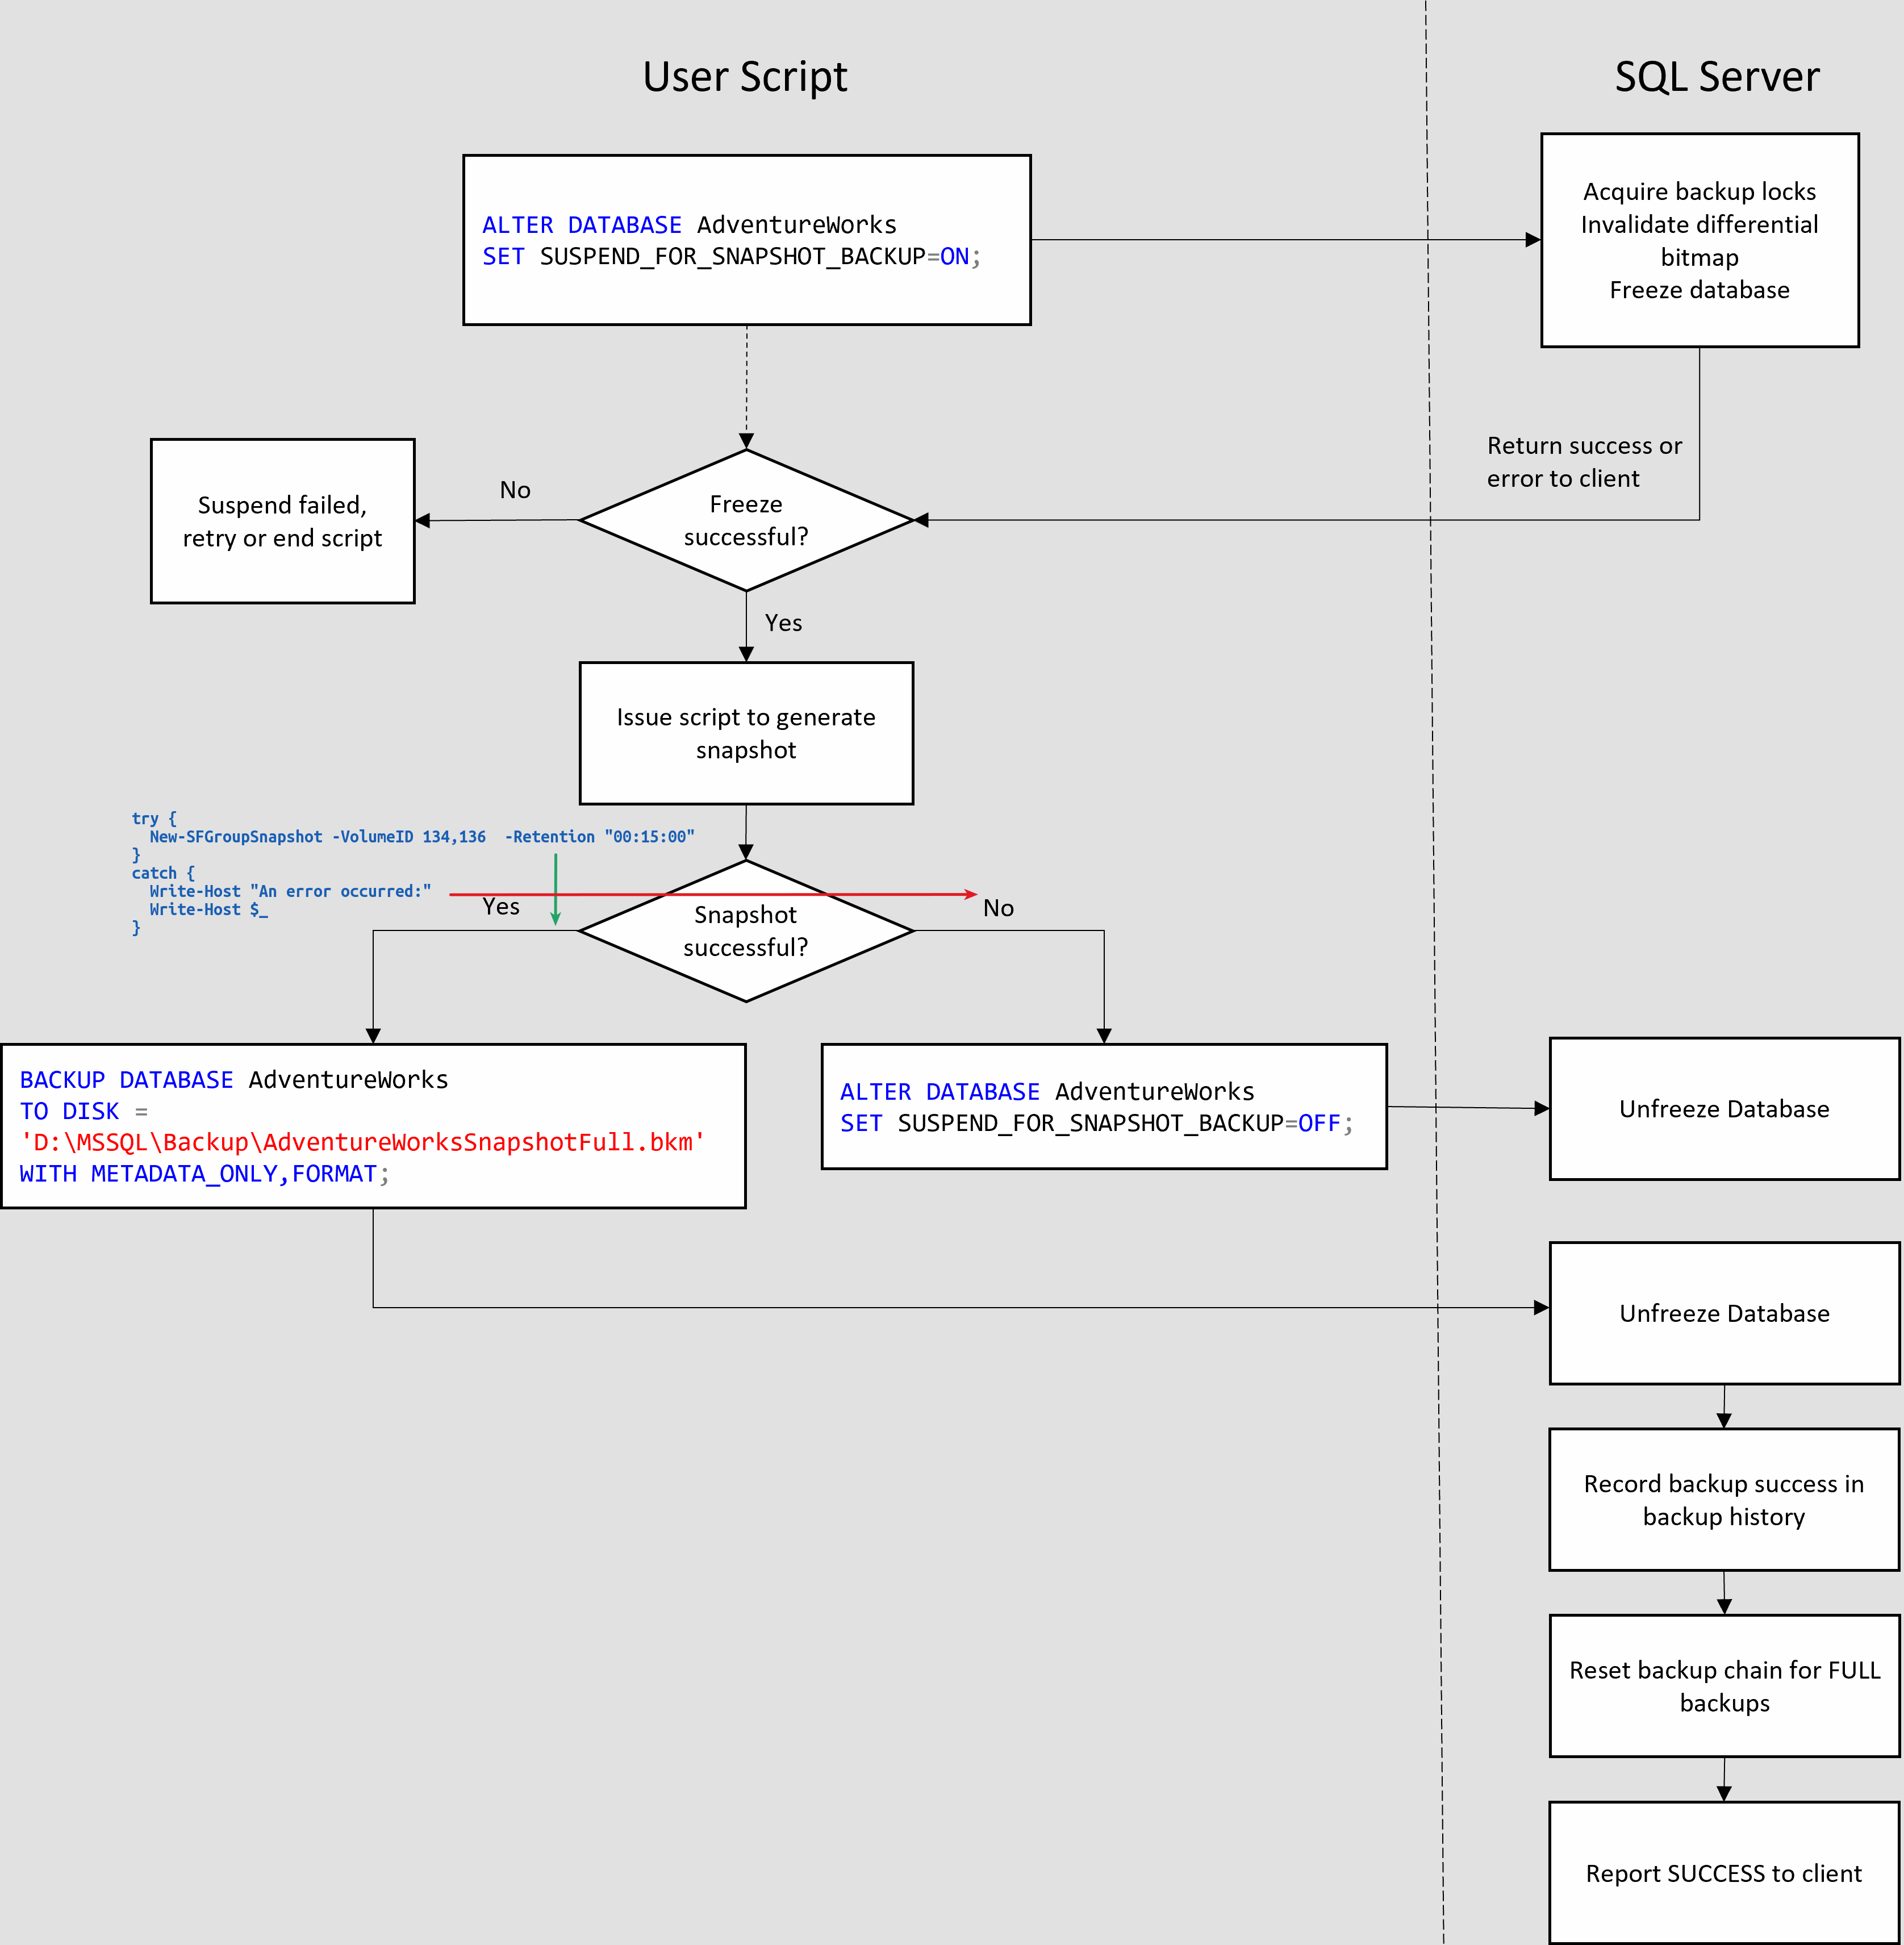 User Script
SQL Server
ALTER DATABASE AdventureWorks
SET SUSPEND_FOR_SNAPSHOT_BACKUP=ON;
Acquire backup locks
Invalidate differential
bitmap
Freeze database
Return success or
error to client
Freeze
successful?
No
Suspend failed,
retry or end script
Yes
Issue script to generate
snapshot
try {
  New-SFGroupSnapshot -VolumeID 134,136  -Retention "00:15:00"
}
catch {
  Write-Host "An error occurred:"
  Write-Host $_
}
Yes
Snapshot
successful?
No
BACKUP DATABASE AdventureWorks
TO DISK =
'D:\MSSQL\Backup\AdventureWorksSnapshotFull.bkm'
WITH METADATA_ONLY,FORMAT;
ALTER DATABASE AdventureWorks
SET SUSPEND_FOR_SNAPSHOT_BACKUP=OFF;
Unfreeze Database
Unfreeze Database
Record backup success in
backup history
Reset backup chain for FULL
backups
Report SUCCESS to client